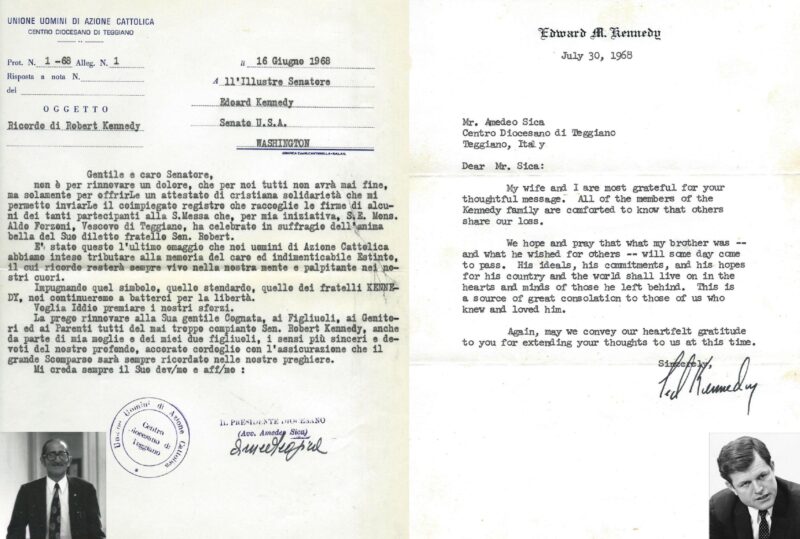 UNIONE UOMINI DI AZIONE CATTOLICA
CENTRO DIOCESANO DI TEGGIANO
Prot. N. 1 -68 Alleg. N. 1
Risposta a nota N.
dei
OGGETTO
Ricordo di Robert Kennedy
li 16 Giugno 1968
A ll'Illustre Senatore
Edoard Kennedy
Senato U.S.A.
WASHINGTON
Gentile e caro Senatore,
non è per rinnovare un dolore, che per noi tutti non avrà mai fine,
ma solamente per offrirLe un attestato di cristiana solidarietà che mi
permetto inviarLe il coimpiegato registro che raccoglie le firme di alcu-
ni dei tanti partecipanti alla S.Messa che, per mia iniziativa, S.E. Mons.
Aldo Forzoni, Vescovo di Teggiano, ha celebrato in suffragio dell'anima
bella del Suo diletto fratello Sen. Robert.
E' stato questo l'ultimo omaggio che noi uomini di Azione Cattolica
abbiamo inteso tributare alla memoria del caro ed indimenticabile Estinto,
il cui ricordo resterà sempre vivo nella nostra mente e palpitante nei no-
stri cuori.
Impugnando quel simbolo, quello stendardo, quello dei fratelli KENNE-
DY, noi continueremo a batterci per la libertà.
Voglia Iddio premiare i nostri sforzi.
La prego rinnovare alla Sua gentile Cognata, ai Figliuoli, ai Genito-
ri ed ai Parenti tutti del mai troppo compianto Sen. Robert Kennedy, anche
da parte di mia moglie e dei miei due figliuoli, i sensi più sinceri e de-
voti del nostro profondo, accorato cordoglio con l'assicurazione che il
grande Scomparso sarà sempre ricordato nelle nostre preghiere.
Mi creda sempre il Suo dev/mo e aff/mo :
Unione Uomini di Azione Cattolica
Centro
diocesano di
Teggiano
IL PRESIDENTE DIOCESANO
(Avv. Amedeo Sica)
Edward M. Kennedy
July 30, 1968
Mr. Amedeo Sica
Centro Diocesano di Teggiano
Teggiano, Italy
Dear Mr. Sica:
My wife and I are most grateful for your
thoughtful message. All of the members of the
Kennedy family are comforted to know that others
share our loss.
We hope and pray that what my brother was --
and what he wished for others -- will some day come
to pass. His ideals, his commitments, and his hopes
for his country and the world shall live on in the
hearts and minds of those he left behind. This is
a source of great consolation to those of us who
knew and loved him.
Again, may we convey our heartfelt gratitude
to you for extending your thoughts to us at this time.
Sincerely,
Ted Kennedy